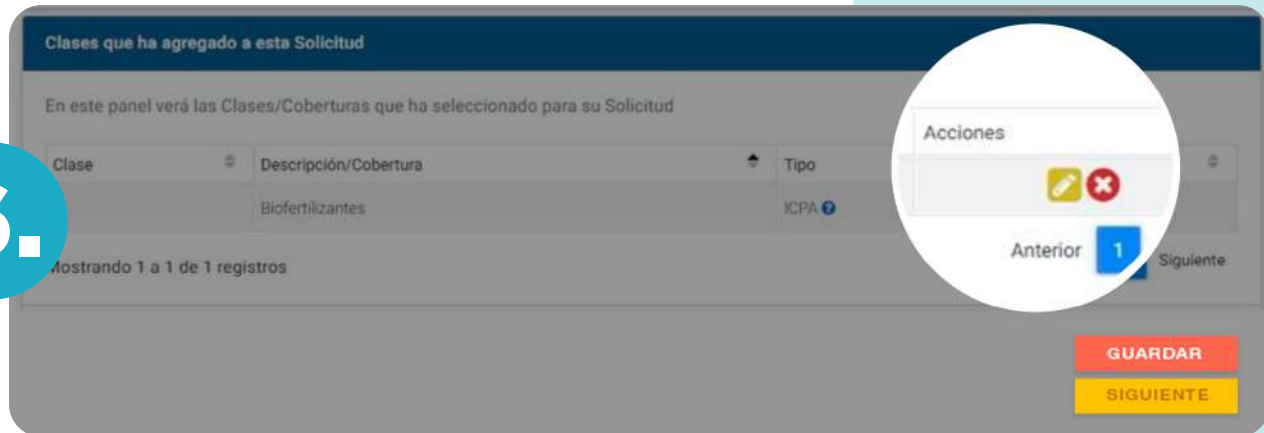 Clases que ha agregado a esta Solicitud
En este panel verá las Clases/Coberturas que ha seleccionado para su Solicitud
Clase Descripción/Cobertura Tipo Acciones
Biofertilizantes ICPA
Mostrando 1 a 1 de 1 registros
Anterior 1 Siguiente
GUARDAR
SIGUIENTE